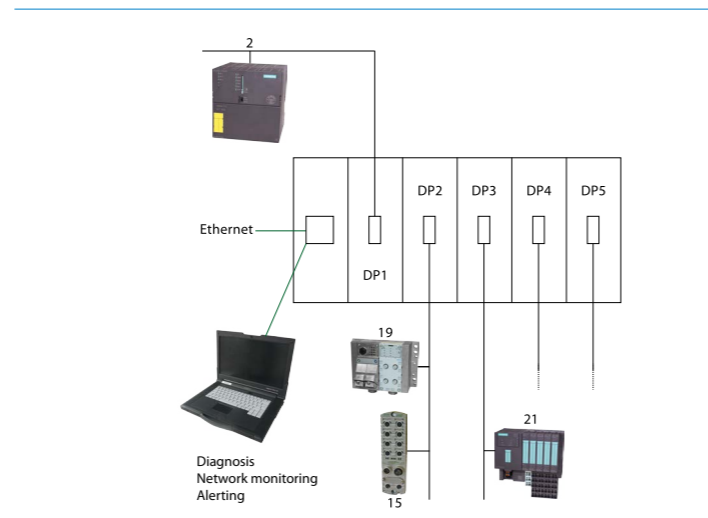 2
DP2
DP3
DP4
DP5
Ethernet
DP1
19
21
Diagnosis
Network monitoring
Alerting
15